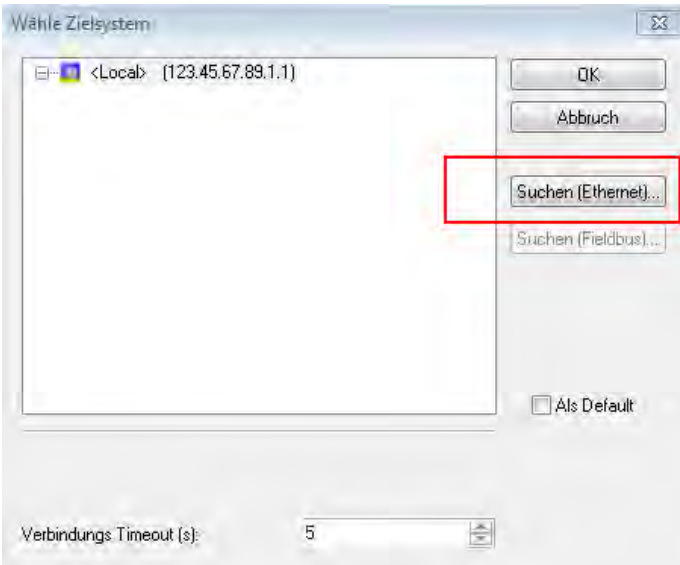 Wähle Zielsystem
<Local> (123.45.67.89.1.1)
OK
Abbruch
Suchen (Ethernet)...
Suchen (Fieldbus)...
Als Default
Verbindungs Timeout (s): 5